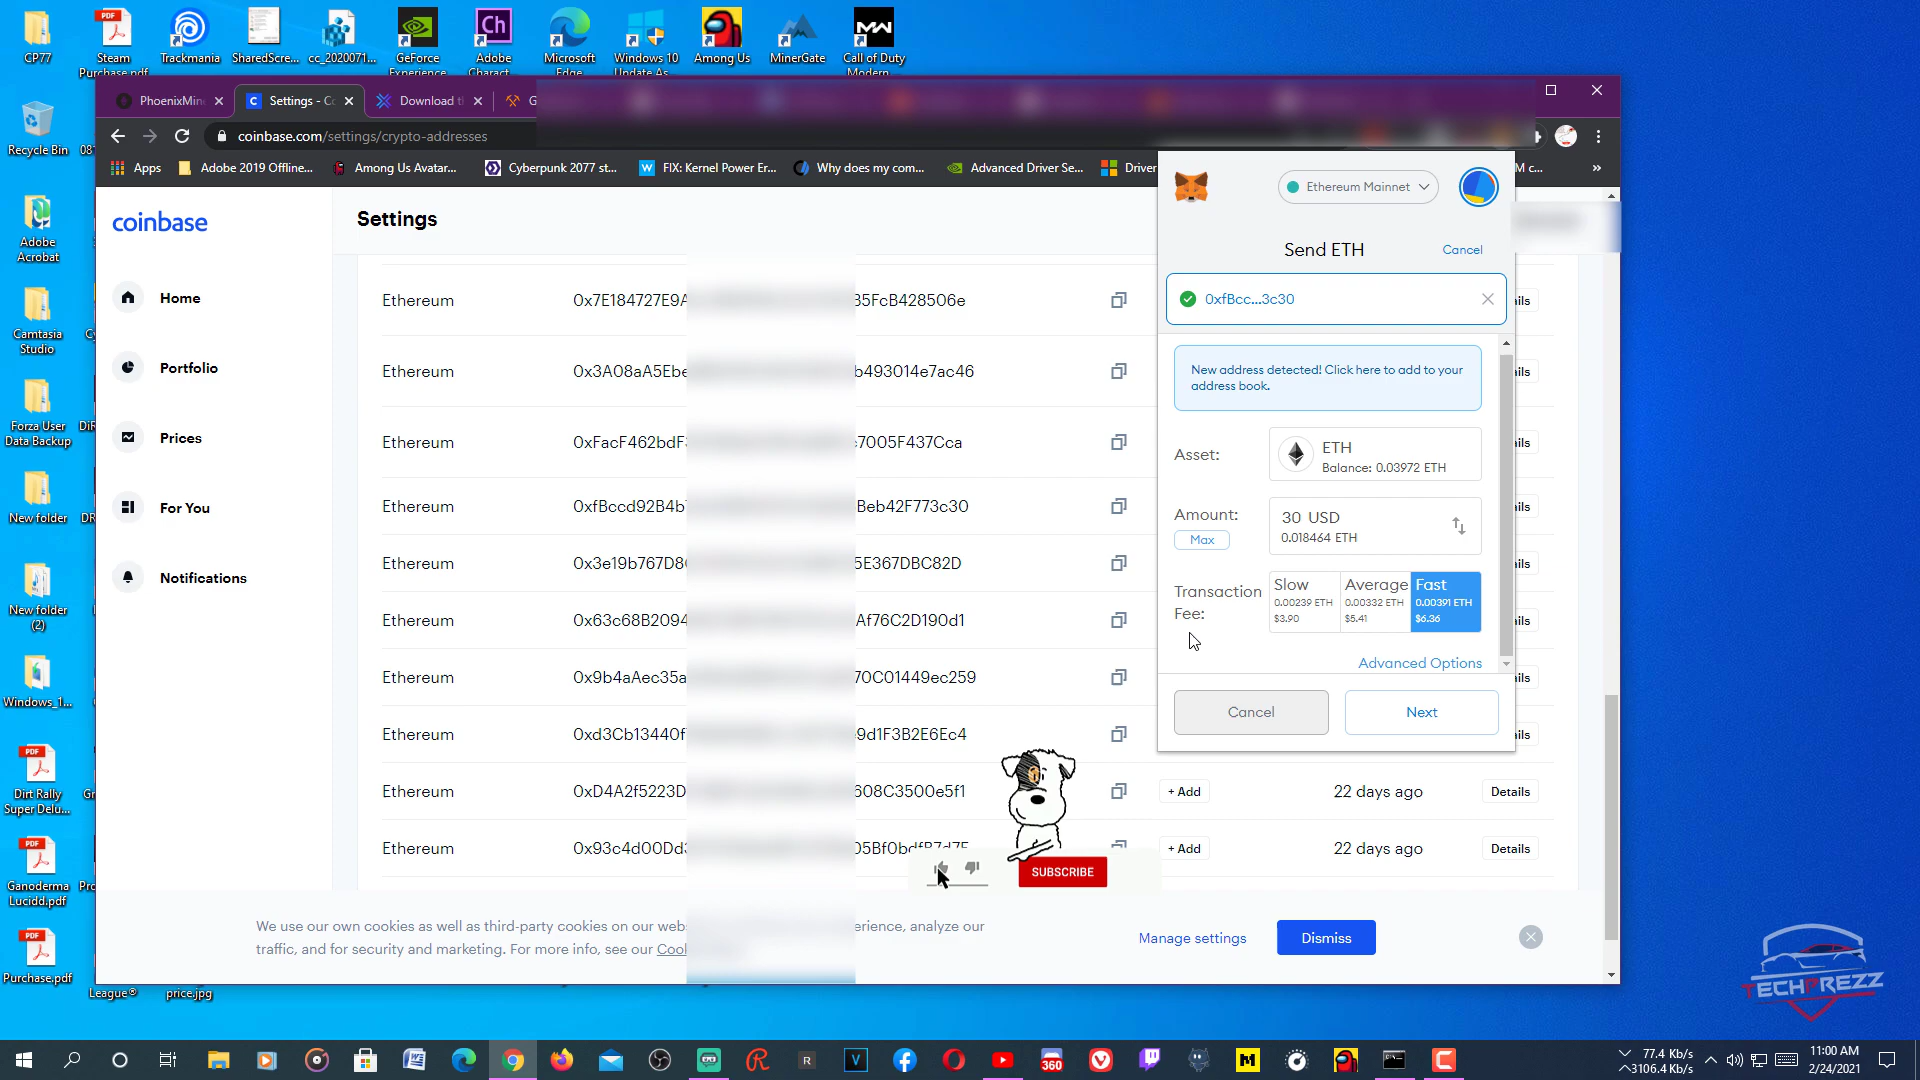 CP77
Steam
Purchase.pdf
Trackmania
SharedScre...
cc_2020071...
GeForce
Experience
Adobe
Charact...
Microsoft
Edge
Windows 10
Update As...
Among Us
MinerGate
Call of Duty
Modern...
Recycle Bin
Adobe
Acrobat
Camtasia
Studio
Forza User
Data Backup
New folder
New folder
(2)
Windows_1...
Dirt Rally
Super Delu...
Ganoderma
Lucidd.pdf
Purchase.pdf
League®
price.jpg
PhoenixMin
Settings - Co
Download t
G
coinbase.com/settings/crypto-addresses
Apps
Adobe 2019 Offline...
Among Us Avatar...
Cyberpunk 2077 st...
FIX: Kernel Power Er...
Why does my com...
Advanced Driver Se...
Driver
M c...
»
coinbase
Home
Portfolio
Prices
For You
Notifications
Settings
Ethereum 0x7E184727E9A 35FcB428506e
Ethereum 0x3A08aA5Ebe b493014e7ac46
Ethereum 0xFacF462bdF 7005F437Cca
Ethereum 0xfBccd92B4b Beb42F773c30
Ethereum 0x3e19b767D8 5E367DBC82D
Ethereum 0x63c68B2094 Af76C2D190d1
Ethereum 0x9b4aAec35a 70C01449ec259
Ethereum 0xd3Cb13440f 9d1F3B2E6Ec4
Ethereum 0xD4A2f5223D 608C3500e5f1 + Add 22 days ago Details
Ethereum 0x93c4d00Dd 05Bf0bdfB7d7F + Add 22 days ago Details
Ethereum Mainnet
Send ETH
Cancel
0xfBcc...3c30
New address detected! Click here to add to your
address book.
Asset:
ETH
Balance: 0.03972 ETH
Amount:
Max
30 USD
0.018464 ETH
Transaction
Fee:
Slow
0.00239 ETH
$3.90
Average
0.00332 ETH
$5.41
Fast
0.00391 ETH
$6.36
Advanced Options
Cancel
Next
SUBSCRIBE
We use our own cookies as well as third-party cookies on our web erience, analyze our
traffic, and for security and marketing. For more info, see our Coo
Manage settings
Dismiss
TECHPREZZ
77.4 Kb/s
3106.4 Kb/s
11:00 AM
2/24/2021